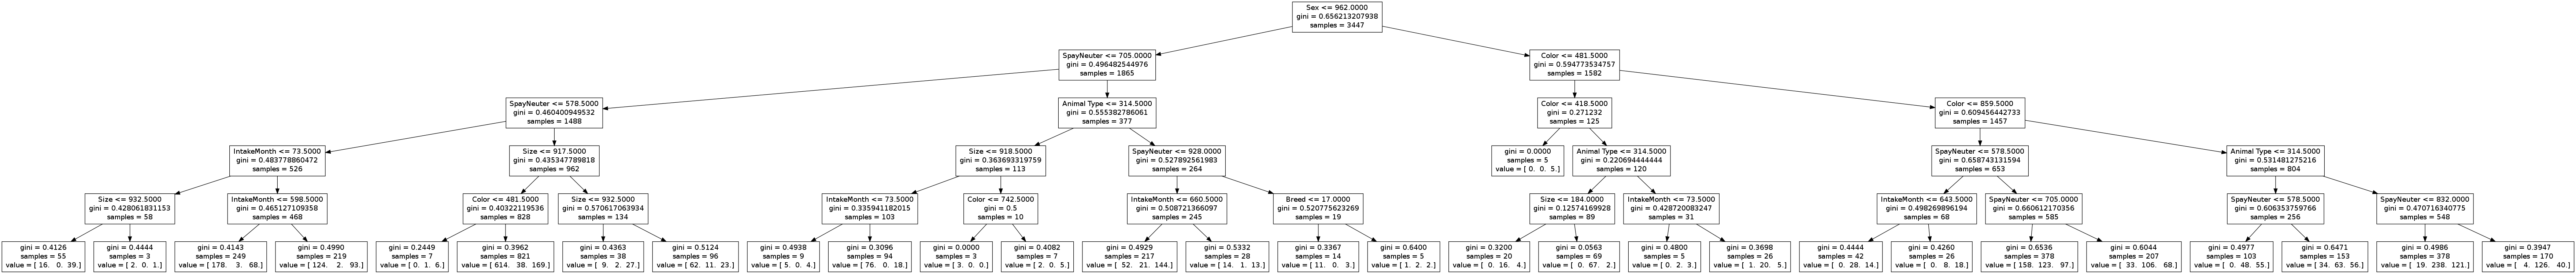 Sex <= 962.0000
gini = 0.656213207938
samples = 3447
SpayNeuter <= 705.0000
gini = 0.496482544976
samples = 1865
Color <= 481.5000
gini = 0.594773534757
samples = 1582
SpayNeuter <= 578.5000
gini = 0.460400949532
samples = 1488
Animal Type <= 314.5000
gini = 0.555382786061
samples = 377
Color <= 418.5000
gini = 0.271232
samples = 125
Color <= 859.5000
gini = 0.609456442733
samples = 1457
IntakeMonth <= 73.5000
gini = 0.483778860472
samples = 526
Size <= 917.5000
gini = 0.435347789818
samples = 962
Size <= 918.5000
gini = 0.363693319759
samples = 113
SpayNeuter <= 928.0000
gini = 0.527892561983
samples = 264
gini = 0.0000
samples = 5
value = [ 0.  0.  5.]
Animal Type <= 314.5000
gini = 0.220694444444
samples = 120
SpayNeuter <= 578.5000
gini = 0.658743131594
samples = 653
Animal Type <= 314.5000
gini = 0.531481275216
samples = 804
Size <= 932.5000
gini = 0.428061831153
samples = 58
IntakeMonth <= 598.5000
gini = 0.465127109358
samples = 468
Color <= 481.5000
gini = 0.40322119536
samples = 828
Size <= 932.5000
gini = 0.570617063934
samples = 134
IntakeMonth <= 73.5000
gini = 0.335941182015
samples = 103
Color <= 742.5000
gini = 0.5
samples = 10
IntakeMonth <= 660.5000
gini = 0.508721366097
samples = 245
Breed <= 17.0000
gini = 0.520775623269
samples = 19
Size <= 184.0000
gini = 0.12574169928
samples = 89
IntakeMonth <= 73.5000
gini = 0.428720083247
samples = 31
IntakeMonth <= 643.5000
gini = 0.498269896194
samples = 68
SpayNeuter <= 705.0000
gini = 0.660612170356
samples = 585
SpayNeuter <= 578.5000
gini = 0.606353759766
samples = 256
SpayNeuter <= 832.0000
gini = 0.470716340775
samples = 548
gini = 0.4126
samples = 55
value = [ 16.  0.  39.]
gini = 0.4444
samples = 3
value = [ 2.  0.  1.]
gini = 0.4143
samples = 249
value = [ 178.  3.  68.]
gini = 0.4990
samples = 219
value = [ 124.  2.  93.]
gini = 0.2449
samples = 7
value = [ 0.  1.  6.]
gini = 0.3962
samples = 821
value = [ 614.  38.  169.]
gini = 0.4363
samples = 38
value = [ 9.  2.  27.]
gini = 0.5124
samples = 96
value = [ 62.  11.  23.]
gini = 0.4938
samples = 9
value = [ 5.  0.  4.]
gini = 0.3096
samples = 94
value = [ 76.  0.  18.]
gini = 0.0000
samples = 3
value = [ 3.  0.  0.]
gini = 0.4082
samples = 7
value = [ 2.  0.  5.]
gini = 0.4929
samples = 217
value = [ 52.  21.  144.]
gini = 0.5332
samples = 28
value = [ 14.  1.  13.]
gini = 0.3367
samples = 14
value = [ 11.  0.  3.]
gini = 0.6400
samples = 5
value = [ 1.  2.  2.]
gini = 0.3200
samples = 20
value = [ 0.  16.  4.]
gini = 0.0563
samples = 69
value = [ 0.  67.  2.]
gini = 0.4800
samples = 5
value = [ 0.  2.  3.]
gini = 0.3698
samples = 26
value = [ 1.  20.  5.]
gini = 0.4444
samples = 42
value = [ 0.  28.  14.]
gini = 0.4260
samples = 26
value = [ 0.  8.  18.]
gini = 0.6536
samples = 378
value = [ 158.  123.  97.]
gini = 0.6044
samples = 207
value = [ 33.  106.  68.]
gini = 0.4977
samples = 103
value = [ 0.  48.  55.]
gini = 0.6471
samples = 153
value = [ 34.  63.  56.]
gini = 0.4986
samples = 378
value = [ 19.  238.  121.]
gini = 0.3947
samples = 170
value = [ 4.  126.  40.]